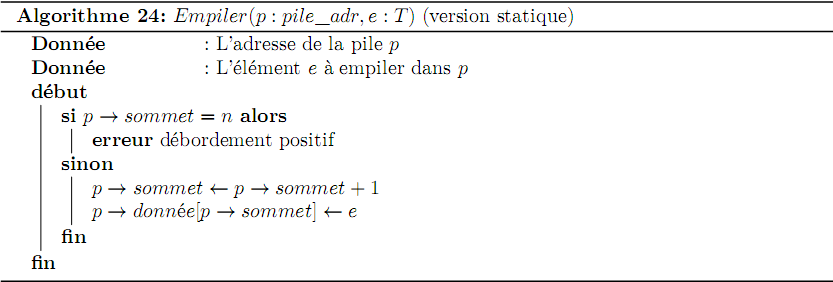 Algorithme 24: Empiler(p : pile_adr, e : T) (version statique)
Donnée : L'adresse de la pile p
Donnée : L'élément e à empiler dans p
début
si p → sommet = n alors
erreur débordement positif
sinon
p → sommet ← p → sommet + 1
p → donnée[p → sommet] ← e
fin
fin